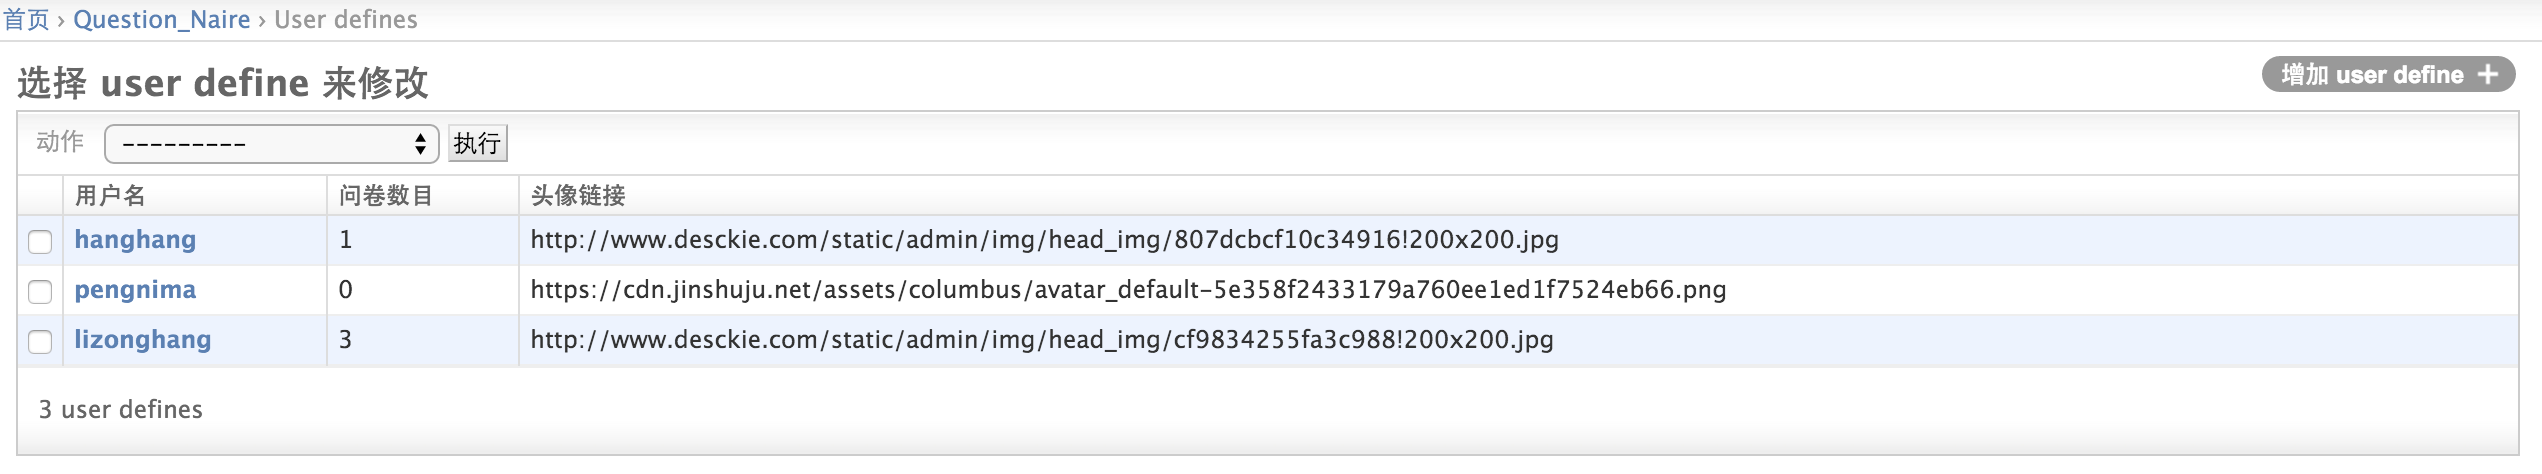 首页 › Question_Naire › User defines
选择 user define 来修改
增加 user define +
动作 --------- 执行
用户名 问卷数目 头像链接
hanghang 1 http://www.desckie.com/static/admin/img/head_img/807dcbcf10c34916!200x200.jpg
pengnima 0 https://cdn.jinshuju.net/assets/columbus/avatar_default-5e358f2433179a760ee1ed1f7524eb66.png
lizonghang 3 http://www.desckie.com/static/admin/img/head_img/cf9834255fa3c988!200x200.jpg
3 user defines